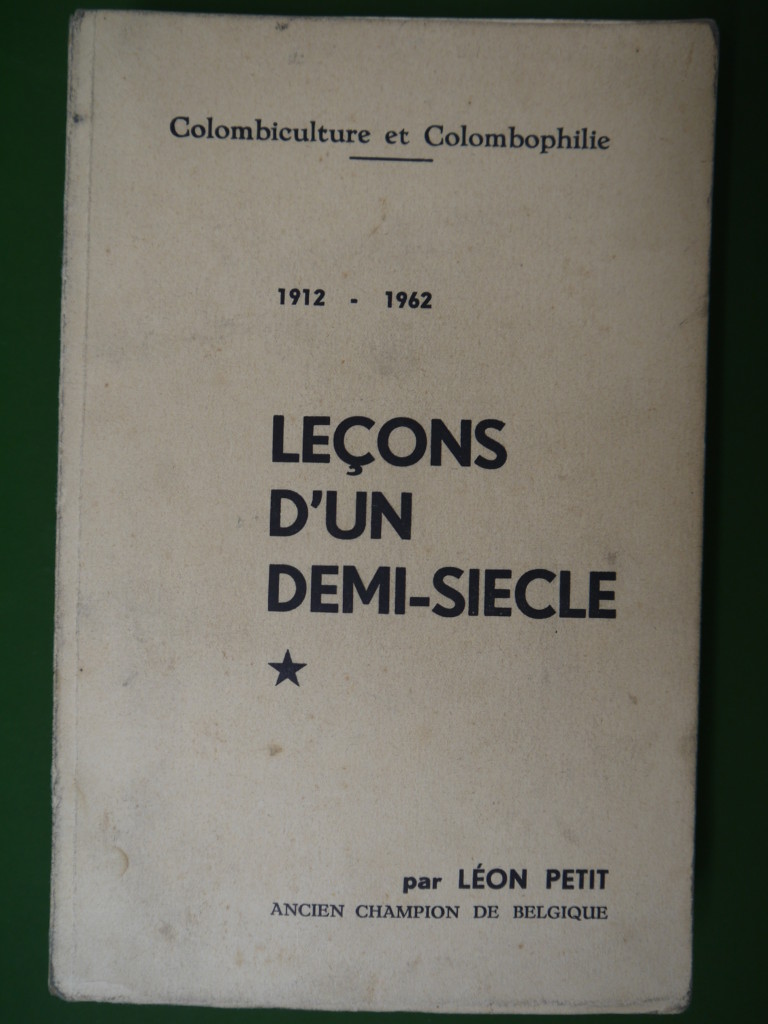 Colombiculture et Colombophilie
1912 - 1962
LEÇONS
D'UN
DEMI-SIECLE
par LÉON PETIT
ANCIEN CHAMPION DE BELGIQUE